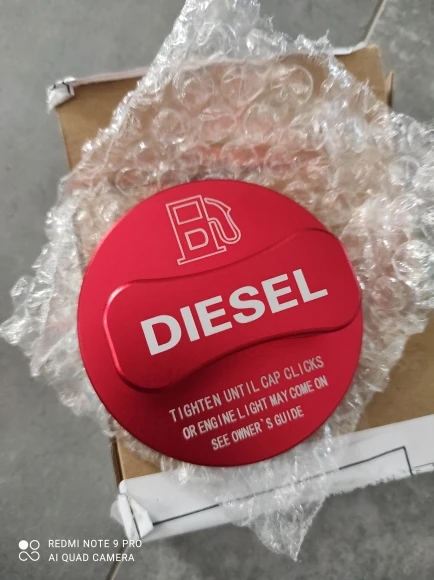 DIESEL
TIGHTEN UNTIL CAP CLICKS
OR ENGINE LIGHT MAY COME ON
SEE OWNER'S GUIDE
REDMI NOTE 9 PRO
AI QUAD CAMERA